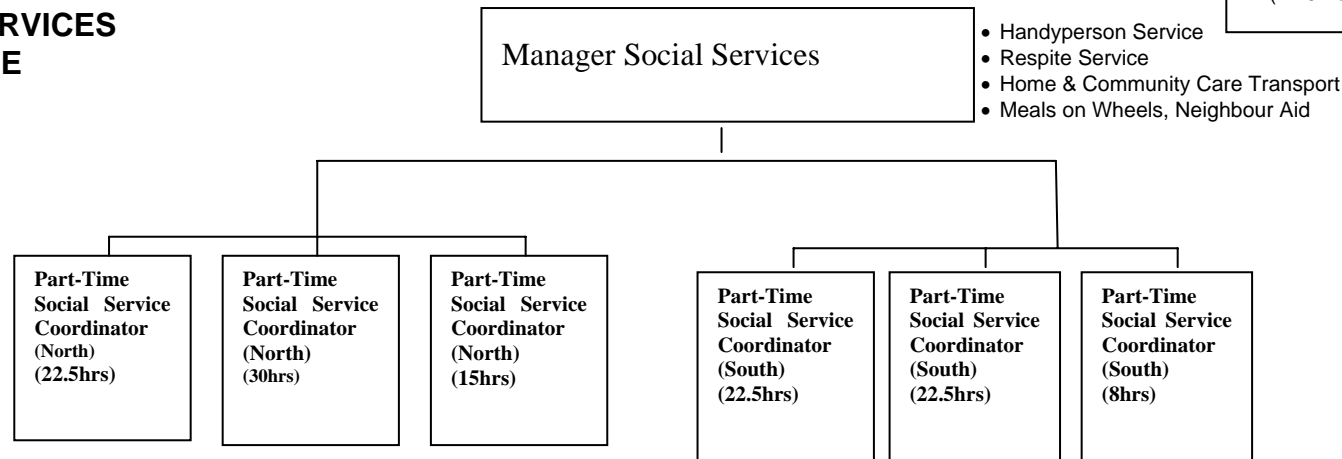 RVICES
E
Manager Social Services
• Handyperson Service
• Respite Service
• Home & Community Care Transport
• Meals on Wheels, Neighbour Aid
Part-Time
Social Service
Coordinator
(North)
(22.5hrs)
Part-Time
Social Service
Coordinator
(North)
(30hrs)
Part-Time
Social Service
Coordinator
(North)
(15hrs)
Part-Time
Social Service
Coordinator
(South)
(22.5hrs)
Part-Time
Social Service
Coordinator
(South)
(22.5hrs)
Part-Time
Social Service
Coordinator
(South)
(8hrs)